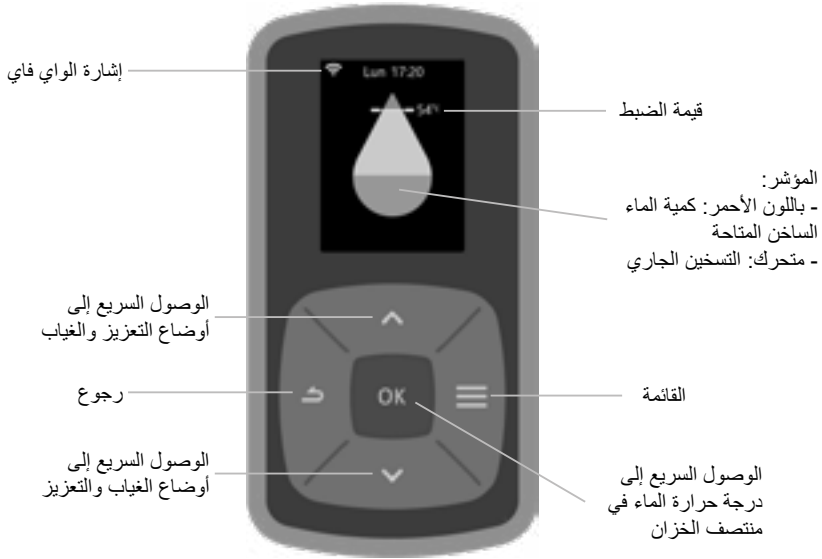 إشارة الواي فاي
Lun 17:20
54°c
قيمة الضبط
المؤشر:
- باللون الأحمر: كمية الماء
الساخن المتاحة
- متحرك: التسخين الجاري
الوصول السريع إلى
أوضاع التعزيز والغياب
رجوع
OK
القائمة
الوصول السريع إلى
أوضاع الغياب والتعزيز
الوصول السريع إلى
درجة حرارة الماء في
منتصف الخزان